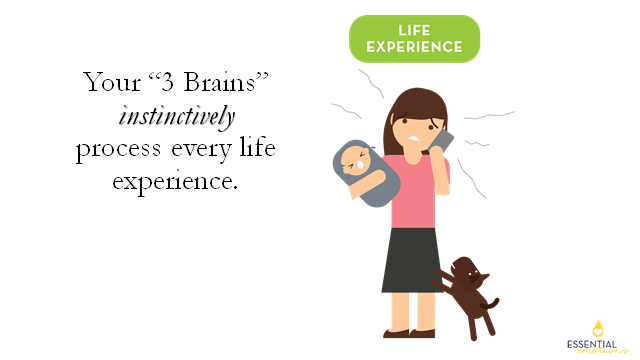 LIFE
EXPERIENCE
Your “3 Brains”
instinctively
process every life
experience.
ESSENTIAL
emotions